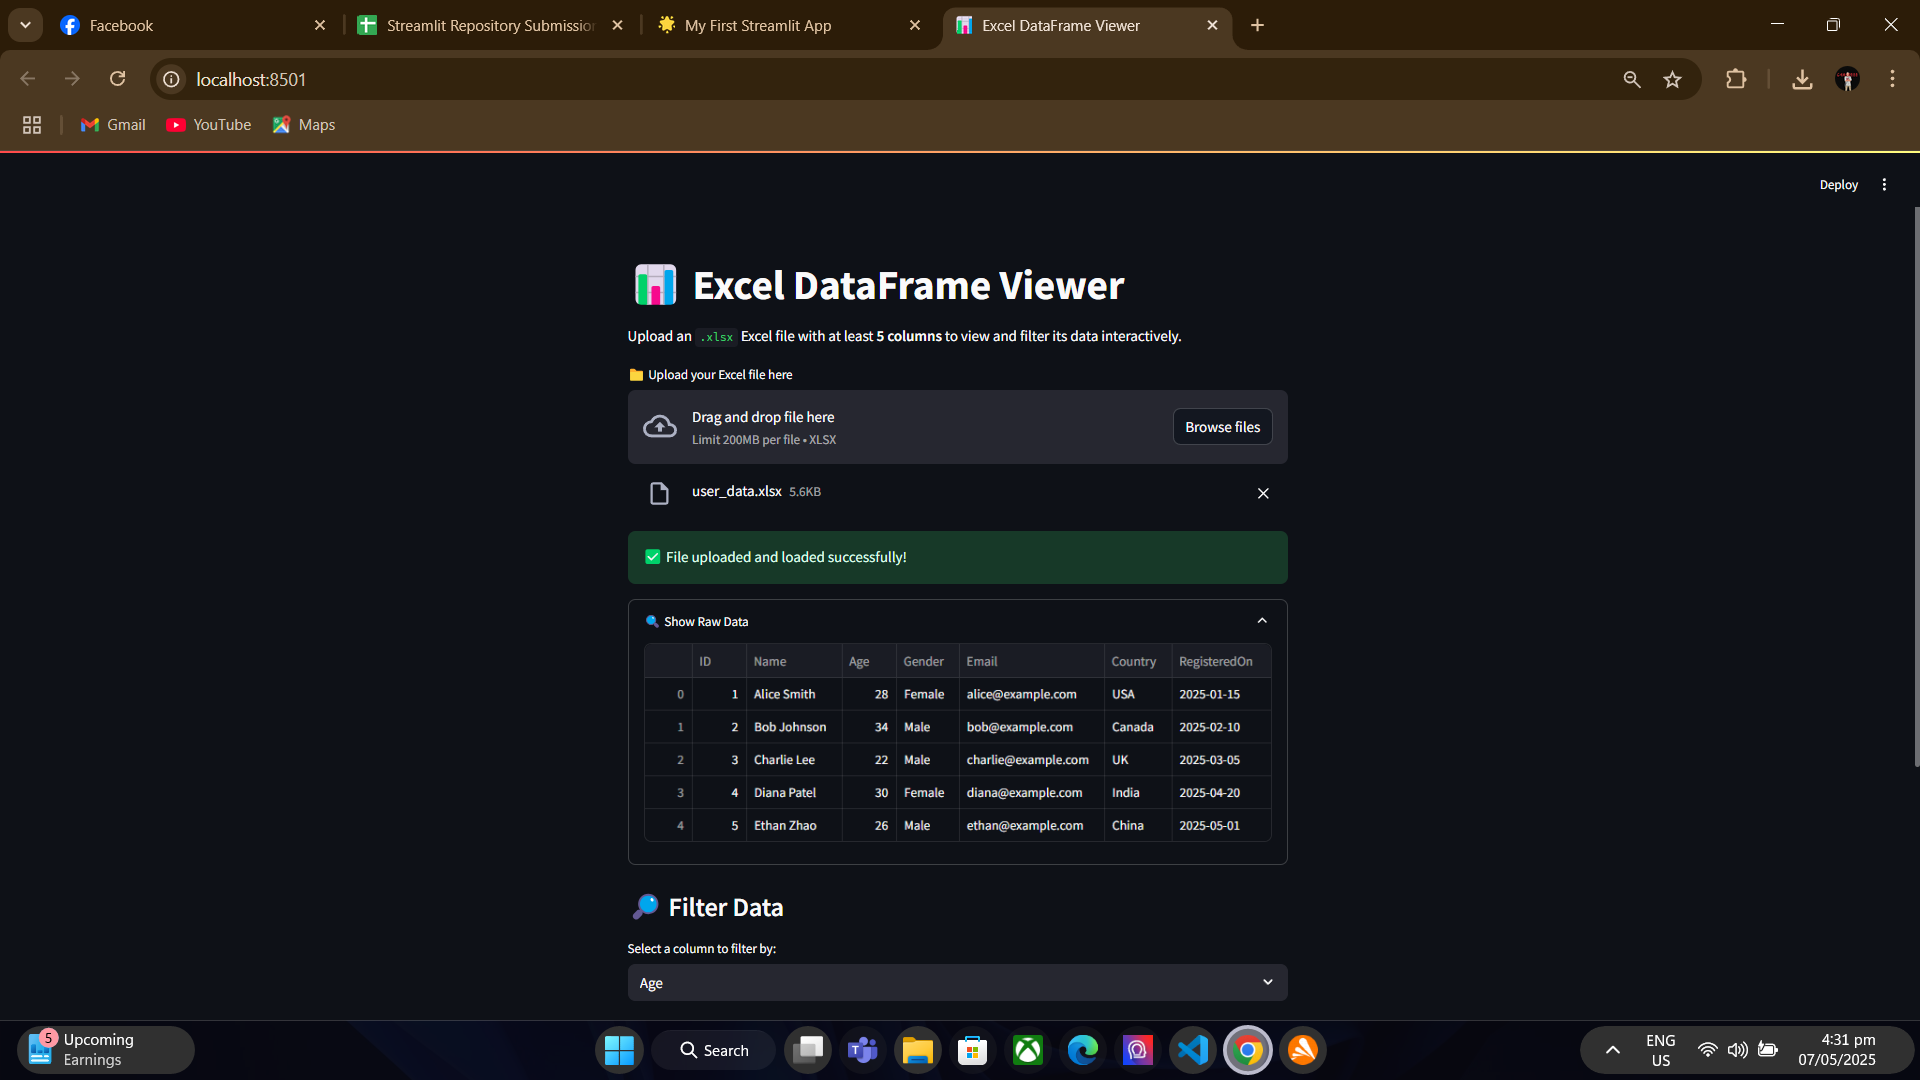 Facebook
Streamlit Repository Submission
My First Streamlit App
Excel DataFrame Viewer
localhost:8501
Gmail
YouTube
Maps
Deploy
Excel DataFrame Viewer
Upload an .xlsx Excel file with at least 5 columns to view and filter its data interactively.
Upload your Excel file here
Drag and drop file here
Limit 200MB per file • XLSX
Browse files
user_data.xlsx 5.6KB
File uploaded and loaded successfully!
Show Raw Data
ID Name Age Gender Email Country RegisteredOn
0 1 Alice Smith 28 Female alice@example.com USA 2025-01-15
1 2 Bob Johnson 34 Male bob@example.com Canada 2025-02-10
2 3 Charlie Lee 22 Male charlie@example.com UK 2025-03-05
3 4 Diana Patel 30 Female diana@example.com India 2025-04-20
4 5 Ethan Zhao 26 Male ethan@example.com China 2025-05-01
Filter Data
Select a column to filter by:
Age
5
Upcoming
Earnings
Search
ENG
US
4:31 pm
07/05/2025